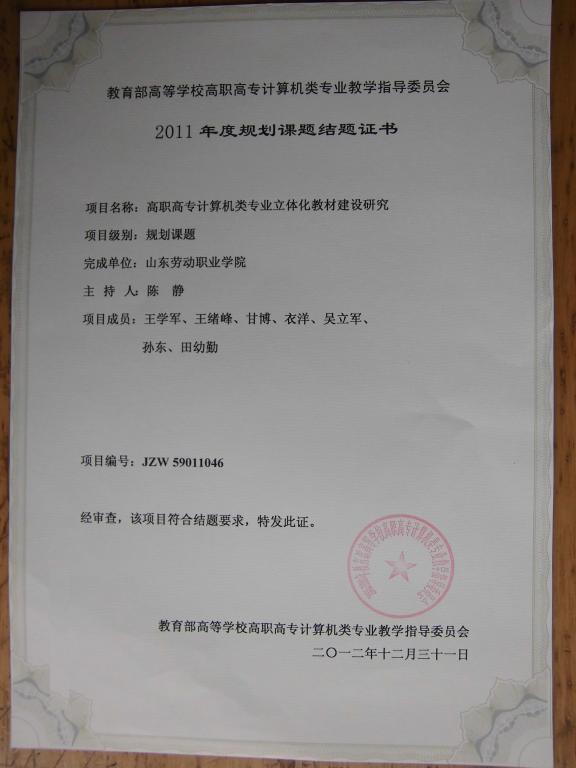 教育部高等学校高职高专计算机类专业教学指导委员会
2011 年度规划课题结题证书
项目名称：高职高专计算机类专业立体化教材建设研究
项目级别：规划课题
完成单位：山东劳动职业学院
主 持 人：陈 静
项目成员：王学军、王绪峰、甘博、衣洋、吴立军、
孙东、田幼勤
项目编号：JZW 59011046
经审查，该项目符合结题要求，特发此证。
教育部高等学校高职高专计算机类专业教学指导委员会
二〇一二年十二月三十一日